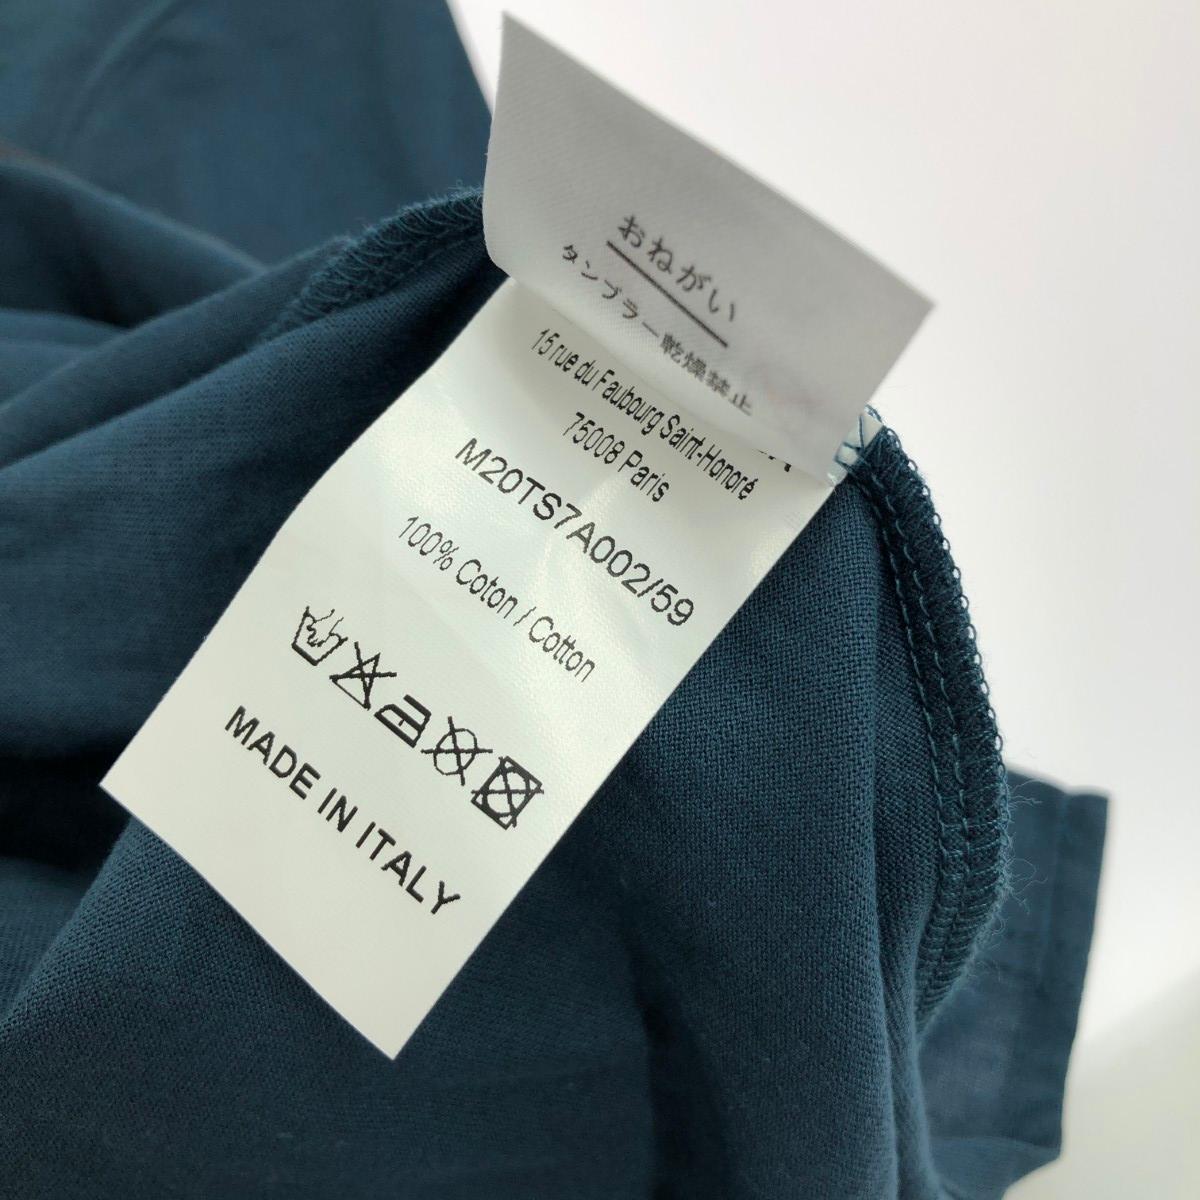 おねがい
タンブラー乾燥禁止
15 rue du Faubourg Saint-Honoré
75008 Paris
M20TS7A002/59
100% Coton / Cotton
MADE IN ITALY